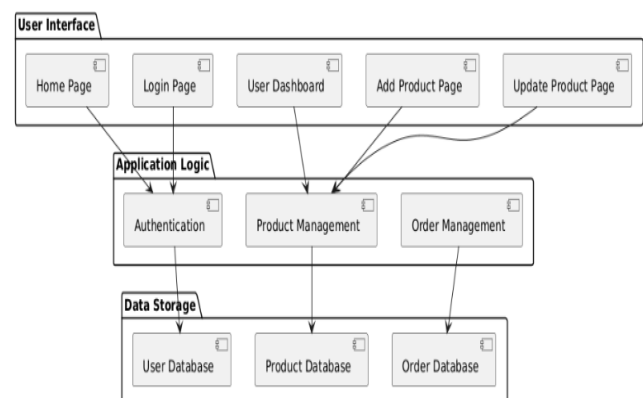 User Interface
Home Page
Login Page
User Dashboard
Add Product Page
Update Product Page
Application Logic
Authentication
Product Management
Order Management
Data Storage
User Database
Product Database
Order Database